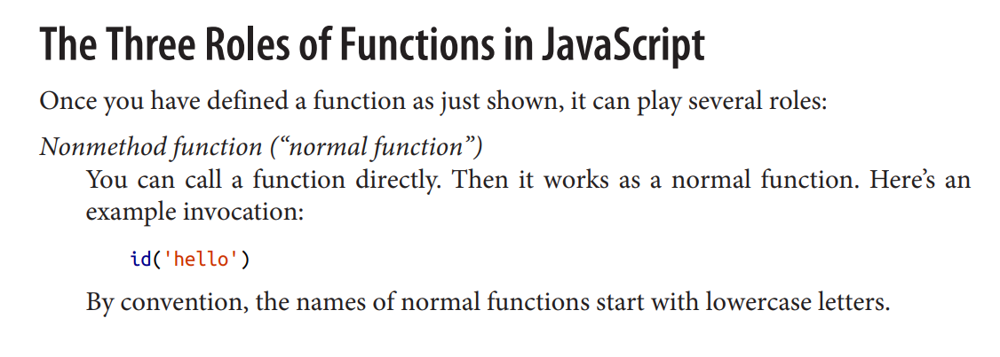 The Three Roles of Functions in JavaScript
Once you have defined a function as just shown, it can play several roles:
Nonmethod function (“normal function”)
You can call a function directly. Then it works as a normal function. Here’s an
example invocation:
id('hello')
By convention, the names of normal functions start with lowercase letters.